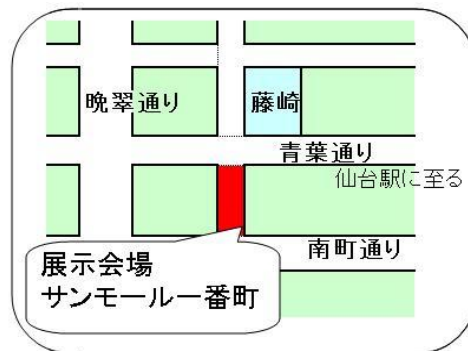 晩翠通り
藤崎
青葉通り
仙台駅に至る
南町通り
展示会場
サンモール一番町